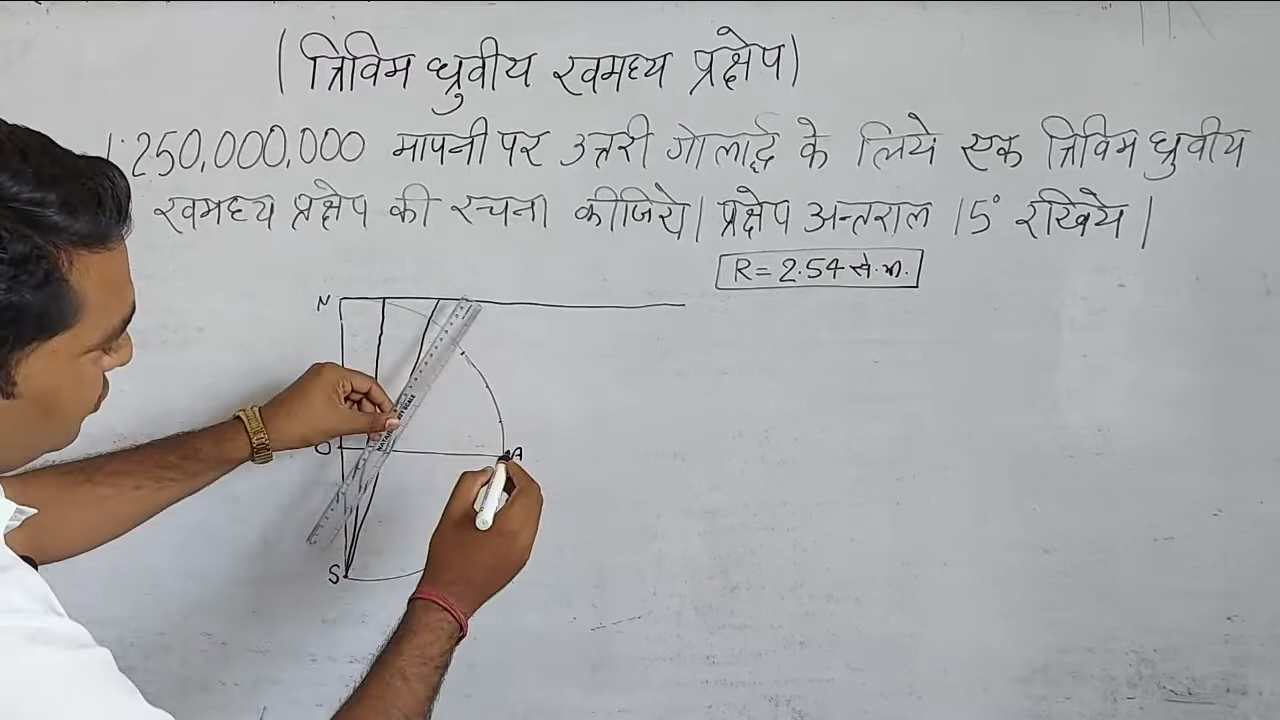 (त्रिविम ध्रुवीय खमध्य प्रक्षेप)
1:250,000,000 मापनी पर उत्तरी गोलार्द्ध के लिये एक त्रिविम ध्रुवीय
खमध्य प्रक्षेप की रचना कीजिये। प्रक्षेप अन्तराल 15° रखिये।
R = 2.54 से.मी.
N
O A
S